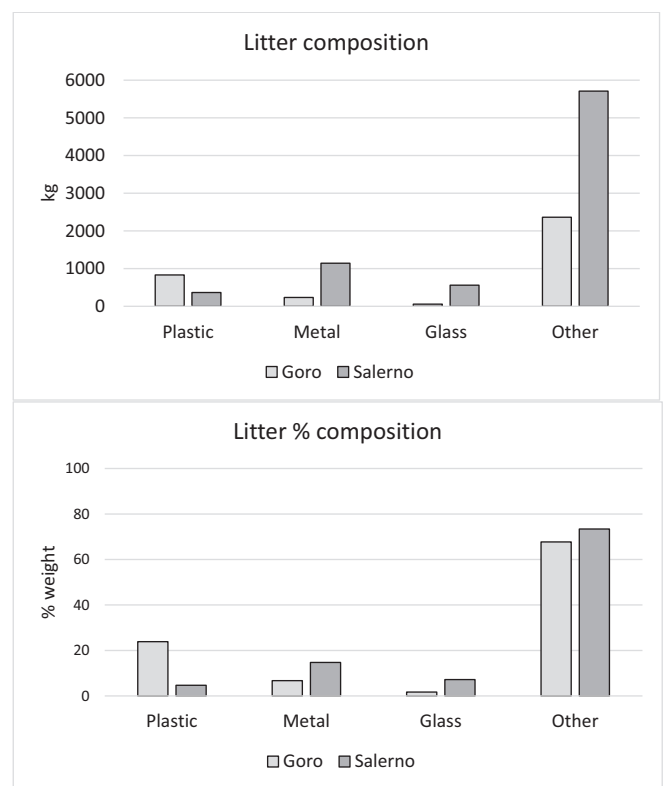 Litter composition
6000
5000
4000
3000
2000
1000
0
kg
Plastic Metal Glass Other
Goro Salerno
Litter % composition
100
80
60
40
20
0
% weight
Plastic Metal Glass Other
Goro Salerno